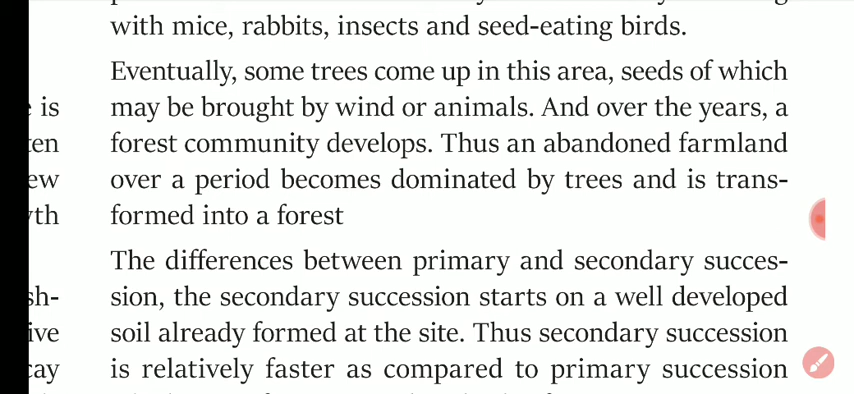 with mice, rabbits, insects and seed-eating birds.
Eventually, some trees come up in this area, seeds of which
may be brought by wind or animals. And over the years, a
is
forest community develops. Thus an abandoned farmland
over a period becomes dominated by trees and is trans-
formed into a forest
The differences between primary and secondary succes-
sion, the secondary succession starts on a well developed
soil already formed at the site. Thus secondary succession
is relatively faster as compared to primary succession